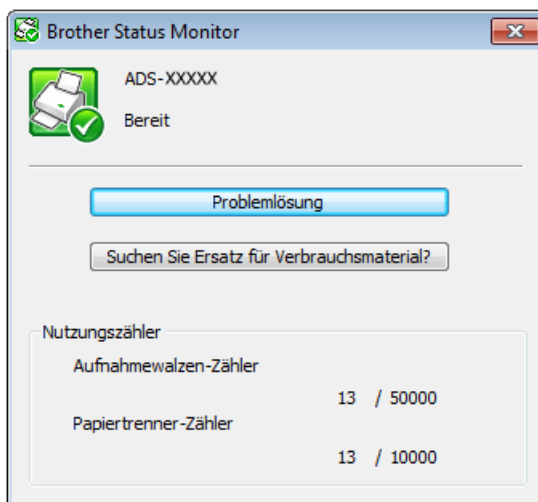 Brother Status Monitor
ADS-XXXXX
Bereit
Problemlösung
Suchen Sie Ersatz für Verbrauchsmaterial?
Nutzungszähler
Aufnahmewalzen-Zähler
13 / 50000
Papiertrenner-Zähler
13 / 10000